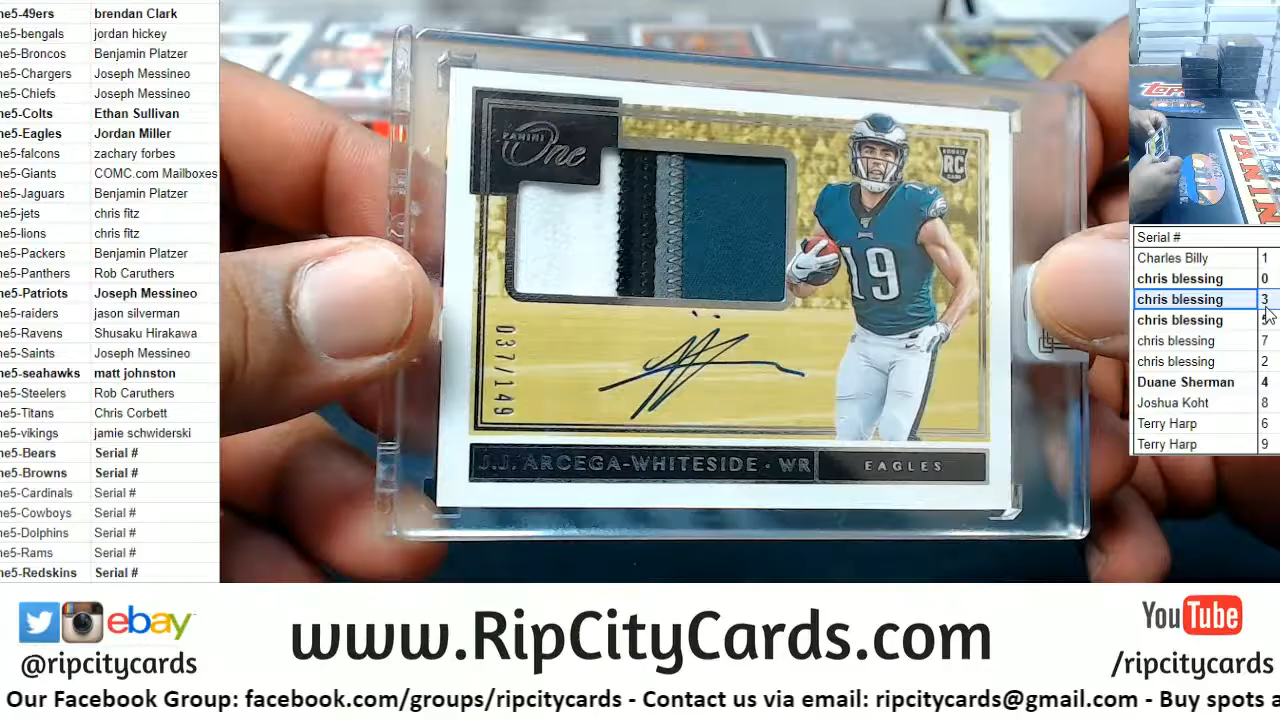 ne5-49ers brendan Clark
ne5-bengals jordan hickey
ne5-Broncos Benjamin Platzer
ne5-Chargers Joseph Messineo
ne5-Chiefs Joseph Messineo
ne5-Colts Ethan Sullivan
ne5-Eagles Jordan Miller
ne5-falcons zachary forbes
ne5-Giants COMC.com Mailboxes
ne5-Jaguars Benjamin Platzer
ne5-jets chris fitz
ne5-lions chris fitz
ne5-Packers Benjamin Platzer
ne5-Panthers Rob Caruthers
ne5-Patriots Joseph Messineo
ne5-raiders jason silverman
ne5-Ravens Shusaku Hirakawa
ne5-Saints Joseph Messineo
ne5-seahawks matt johnston
ne5-Steelers Rob Caruthers
ne5-Titans Chris Corbett
ne5-vikings jamie schwiderski
ne5-Bears Serial #
ne5-Browns Serial #
ne5-Cardinals Serial #
ne5-Cowboys Serial #
ne5-Dolphins Serial #
ne5-Rams Serial #
ne5-Redskins Serial #
PANINI
One
RC
19
037/149
J.J. ARCEGA-WHITESIDE · WR
EAGLES
TOPPS
PANINI
Serial #
Charles Billy 1
chris blessing 0
chris blessing 3
chris blessing
chris blessing 7
chris blessing 2
Duane Sherman 4
Joshua Koht 8
Terry Harp 6
Terry Harp 9
ebay
@ripcitycards
www.RipCityCards.com
YouTube
/ripcitycards
Our Facebook Group: facebook.com/groups/ripcitycards - Contact us via email: ripcitycards@gmail.com - Buy spots a